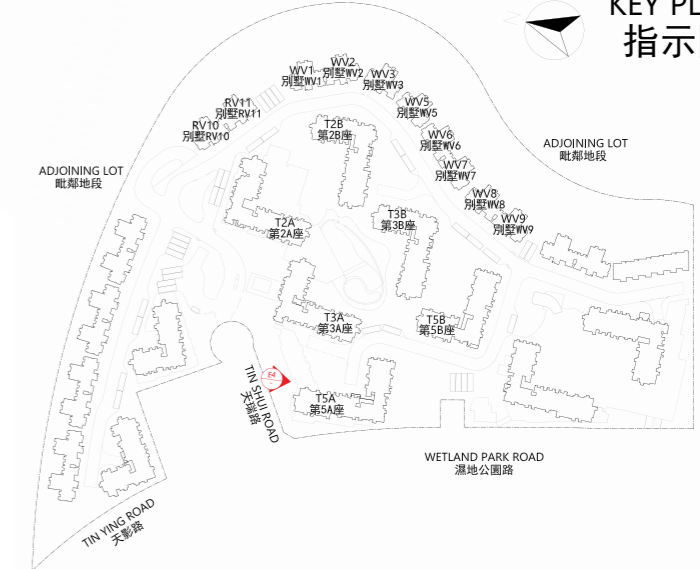 KEY PL
指示
N
WV2
別墅WV2
WV1
別墅WV1
WV3
別墅WV3
RV11
別墅RV11
WV5
別墅WV5
RV10
別墅RV10
T2B
第2B座
WV6
別墅WV6
ADJOINING LOT
毗鄰地段
ADJOINING LOT
毗鄰地段
WV7
別墅WV7
WV8
別墅WV8
T3B
第3B座
WV9
別墅WV9
T2A
第2A座
T3A
第3A座
T5B
第5B座
E4
TIN SHUI ROAD
天瑞路
T5A
第5A座
WETLAND PARK ROAD
濕地公園路
TIN YING ROAD
天影路